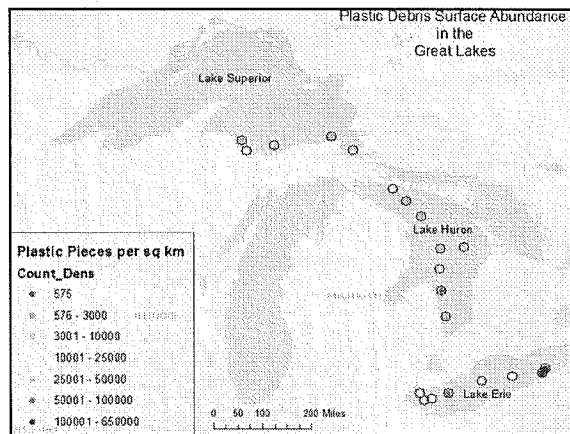 Plastic Debris Surface Abundance
in the
Great Lakes
Lake Superior
Lake Huron
Plastic Pieces per sq km
Count_Dens
575
576 - 3000
3001 - 10000
10001 - 25000
25001 - 50000
50001 - 100000
100001 - 650000
Lake Erie
0 50 100 200 Miles